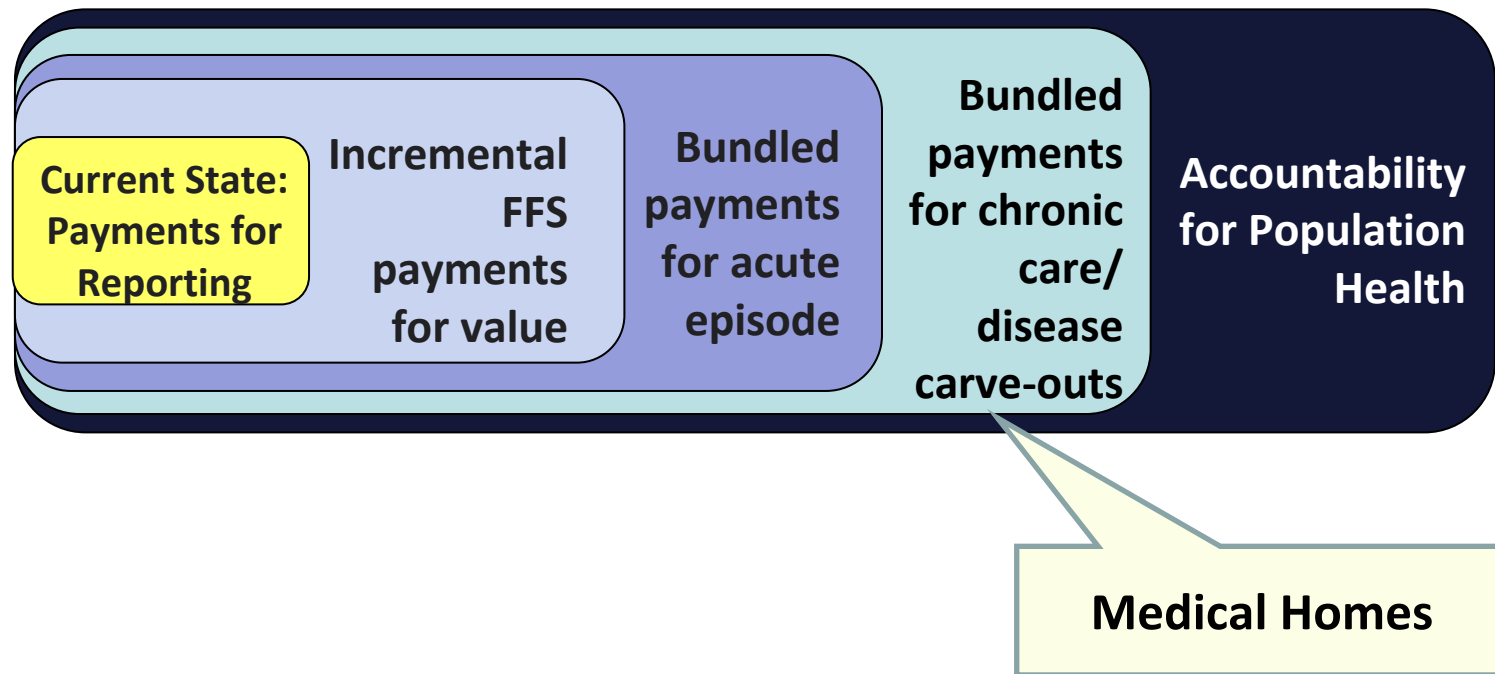 Current State:
Payments for
Reporting
Incremental
FFS
payments
for value
Bundled
payments
for acute
episode
Bundled
payments
for chronic
care/
disease
carve-outs
Accountability
for Population
Health
Medical Homes